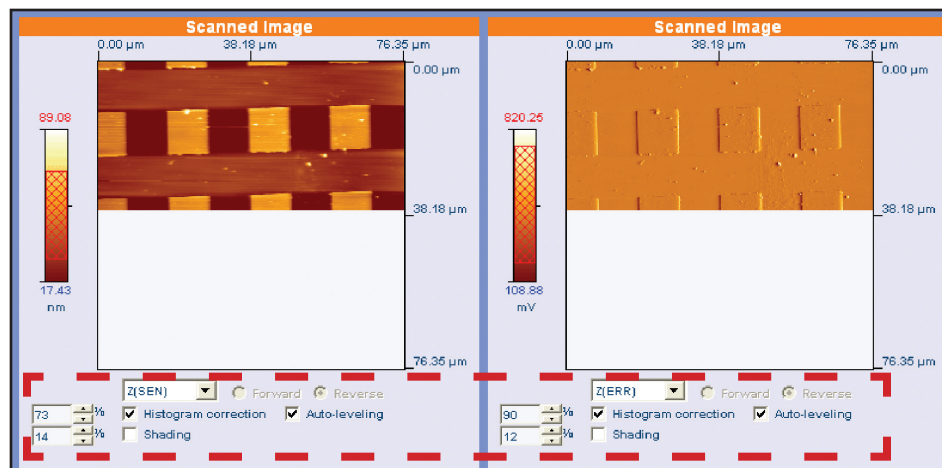 Scanned Image
0.00 µm 38.18 µm 76.35 µm
0.00 µm
89.08
38.18 µm
17.43
nm
76.35 µm
Z(SEN) Forward Reverse
73 % Histogram correction Auto-leveling
14 % Shading
Scanned Image
0.00 µm 38.18 µm 76.35 µm
0.00 µm
820.25
38.18 µm
108.88
mV
76.35 µm
Z(ERR) Forward Reverse
90 % Histogram correction Auto-leveling
12 % Shading